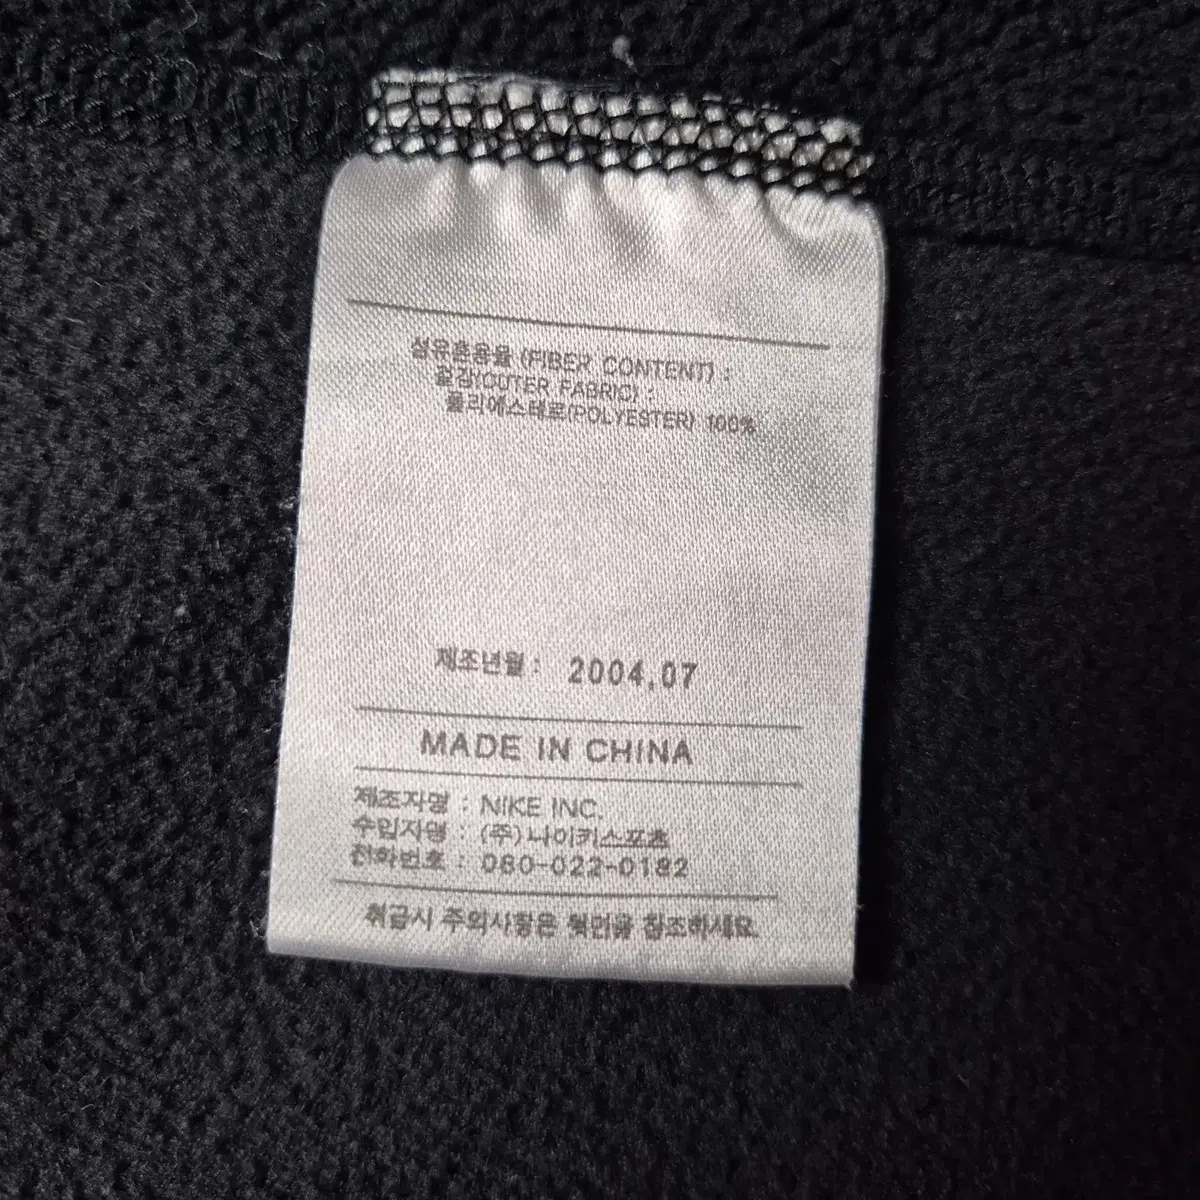 섬유혼용율 (FIBER CONTENT) :
겉감(OUTER FABRIC) :
폴리에스테르(POLYESTER) 100%
제조년월 : 2004.07
MADE IN CHINA
제조자명 : NIKE INC.
수입자명 : (주)나이키스포츠
전화번호 : 080-022-0182
취급시 주의사항은 뒷면을 참조하세요